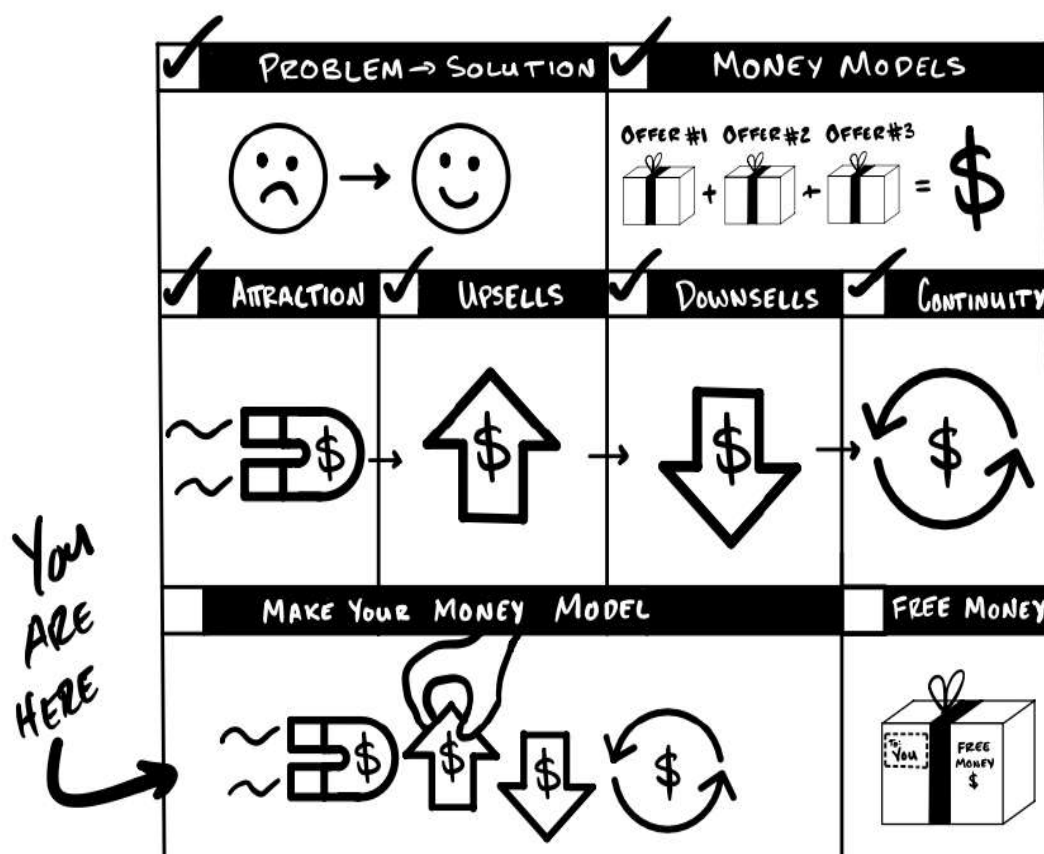 PROBLEM → SOLUTION
MONEY MODELS
OFFER #1 OFFER #2 OFFER #3
+ + = $
ATTRACTION
UPSELLS
DOWNSELLS
CONTINUITY
$ $ $ $
YOU
ARE
HERE
MAKE YOUR MONEY MODEL
FREE MONEY
$ $ $ $
TO:
YOU
FREE
MONEY
$